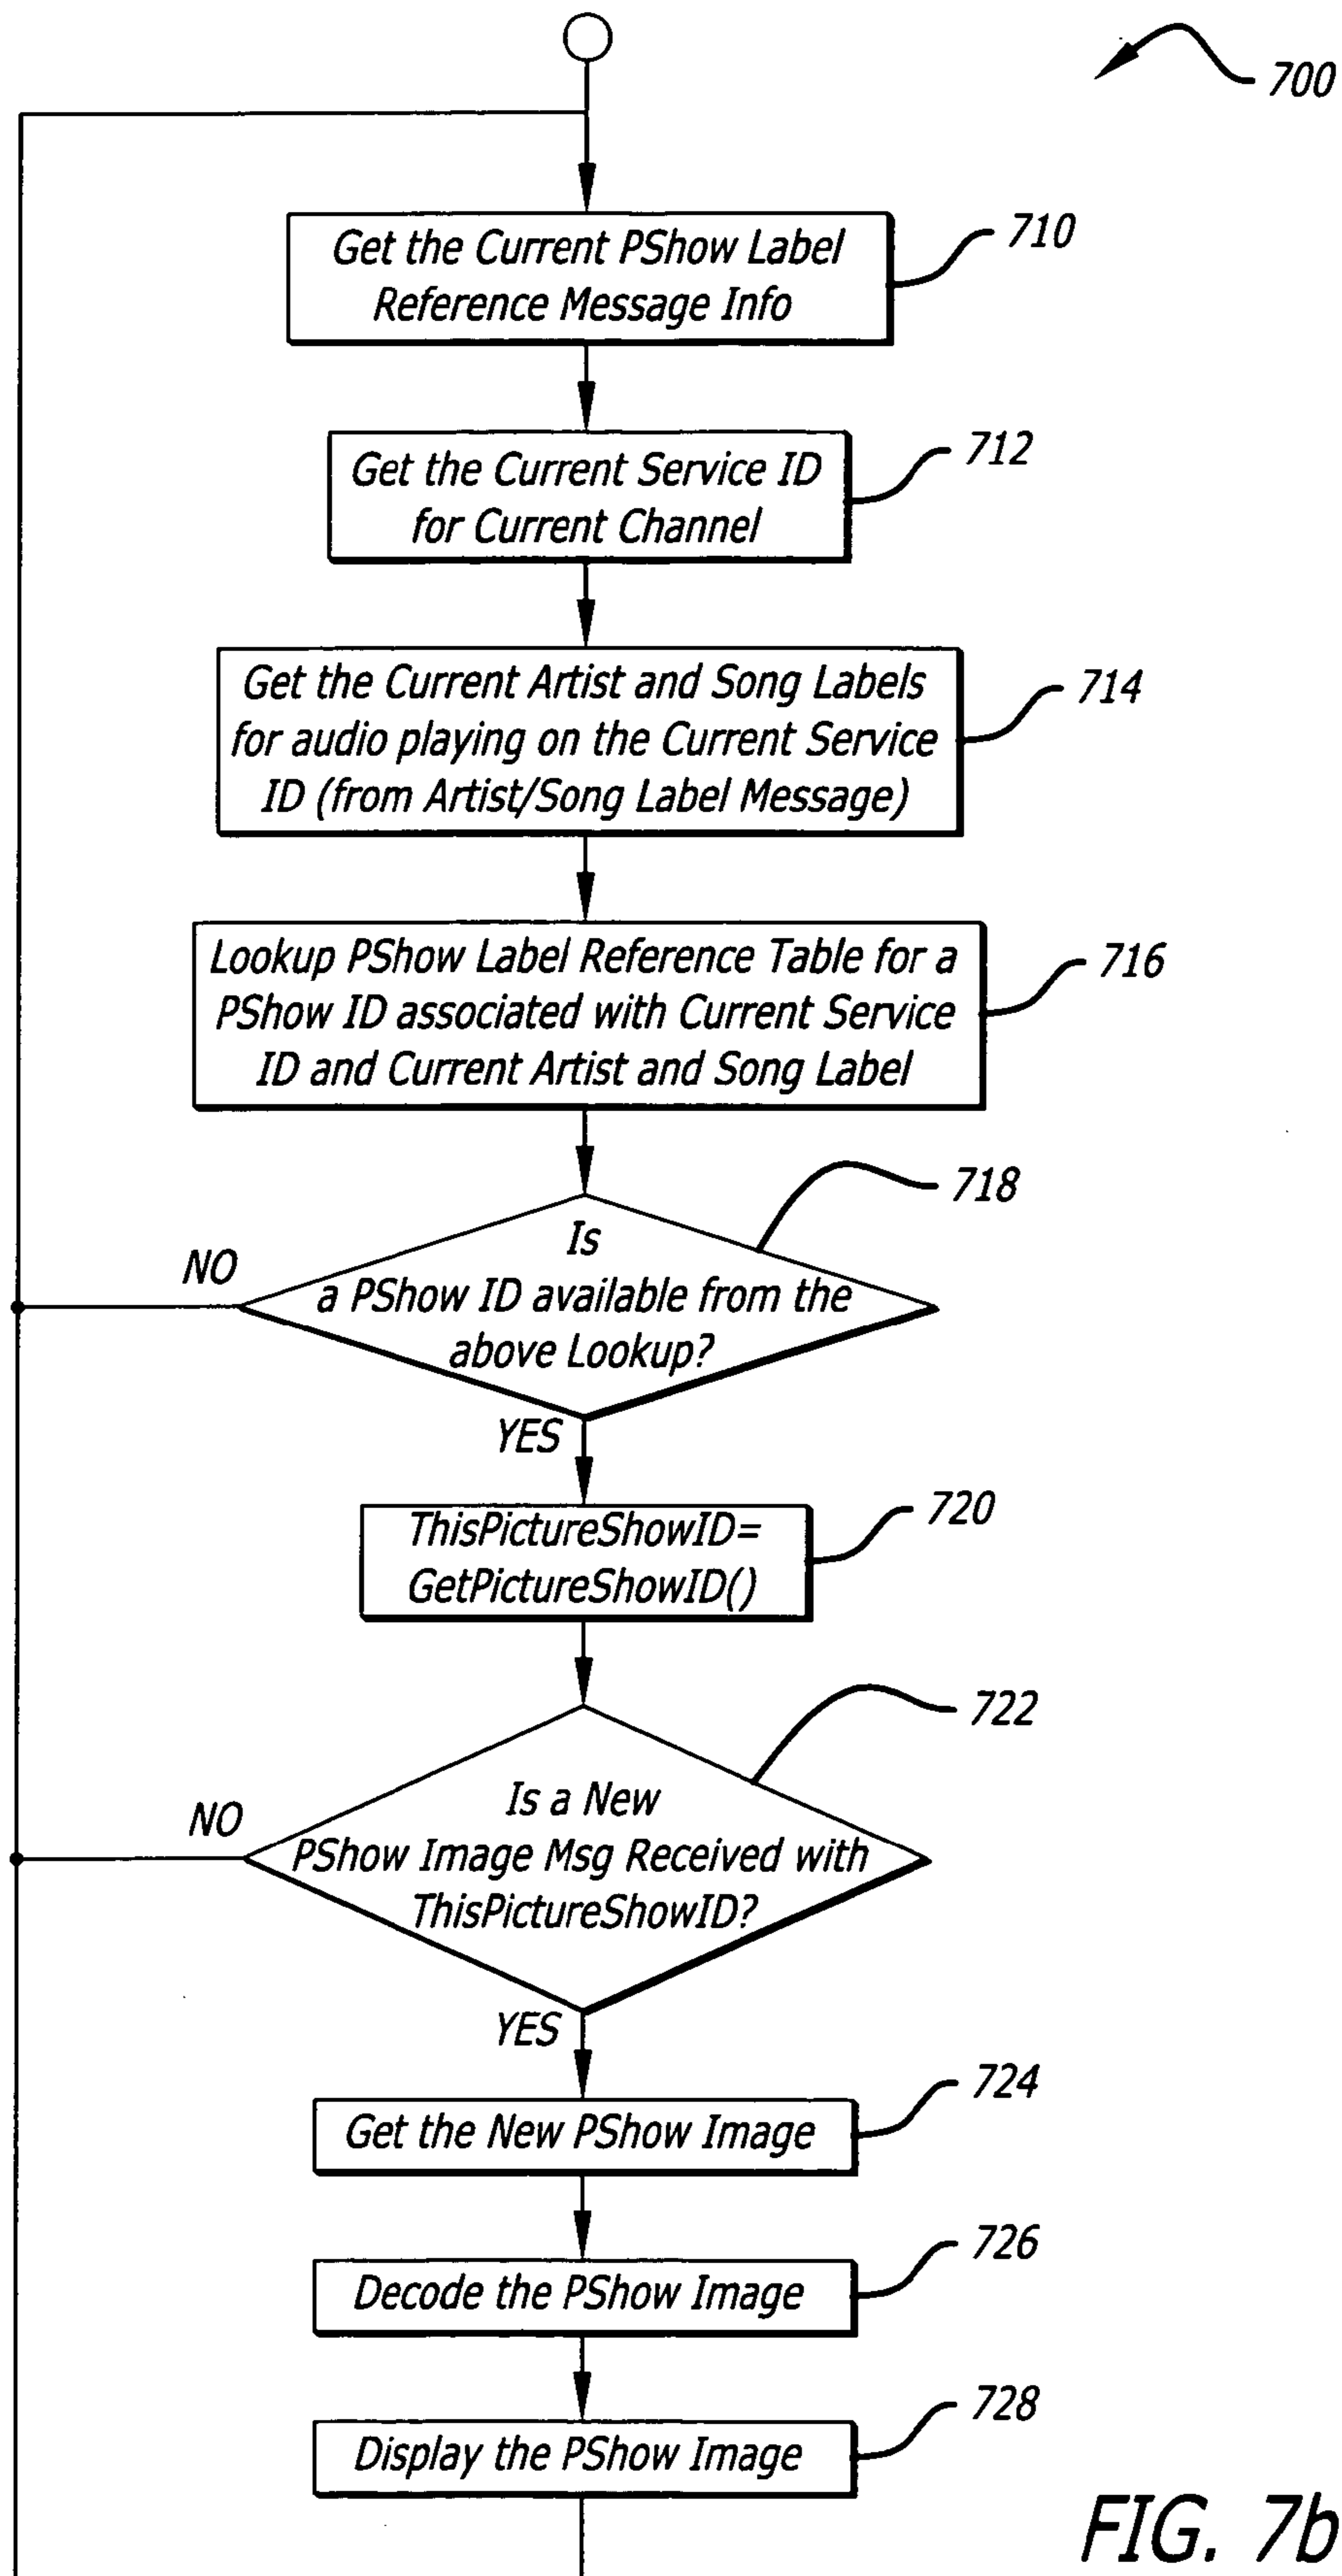 700
Get the Current PShow Label
Reference Message Info
710
Get the Current Service ID
for Current Channel
712
Get the Current Artist and Song Labels
for audio playing on the Current Service
ID (from Artist/Song Label Message)
714
Lookup PShow Label Reference Table for a
PShow ID associated with Current Service
ID and Current Artist and Song Label
716
718
Is
a PShow ID available from the
above Lookup?
NO
YES
ThisPictureShowID=
GetPictureShowID()
720
722
Is a New
PShow Image Msg Received with
ThisPictureShowID?
NO
YES
Get the New PShow Image
724
Decode the PShow Image
726
Display the PShow Image
728
FIG. 7b